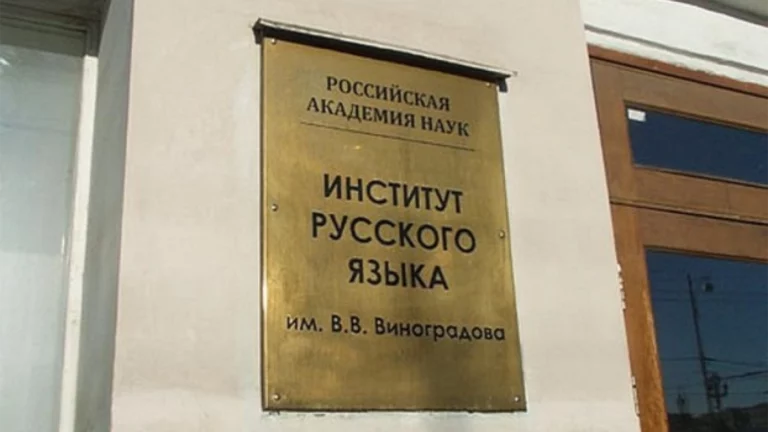 РОССИЙСКАЯ
АКАДЕМИЯ НАУК
ИНСТИТУТ
РУССКОГО
ЯЗЫКА
им. В.В. Виноградова